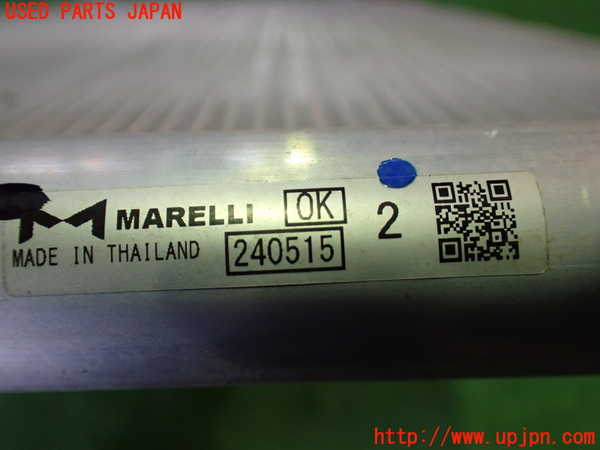 USED PARTS JAPAN
MARELLI OK
MADE IN THAILAND 240515 2
http://www.upjpn.com/